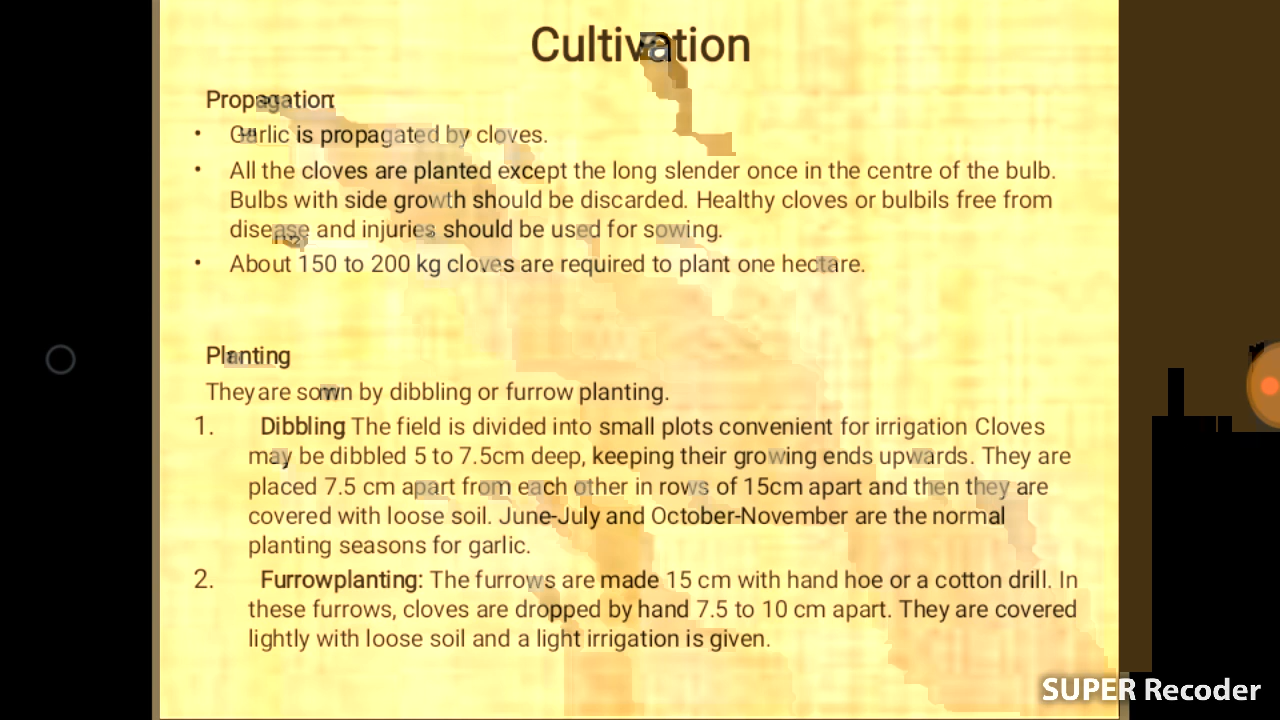 Cultivation
Propagation:
• Garlic is propagated by cloves.
• All the cloves are planted except the long slender once in the centre of the bulb.
Bulbs with side growth should be discarded. Healthy cloves or bulbils free from
disease and injuries should be used for sowing.
• About 150 to 200 kg cloves are required to plant one hectare.
Planting
They are sown by dibbling or furrow planting.
1. Dibbling The field is divided into small plots convenient for irrigation Cloves
may be dibbled 5 to 7.5cm deep, keeping their growing ends upwards. They are
placed 7.5 cm apart from each other in rows of 15cm apart and then they are
covered with loose soil. June-July and October-November are the normal
planting seasons for garlic.
2. Furrowplanting: The furrows are made 15 cm with hand hoe or a cotton drill. In
these furrows, cloves are dropped by hand 7.5 to 10 cm apart. They are covered
lightly with loose soil and a light irrigation is given.
SUPER Recoder